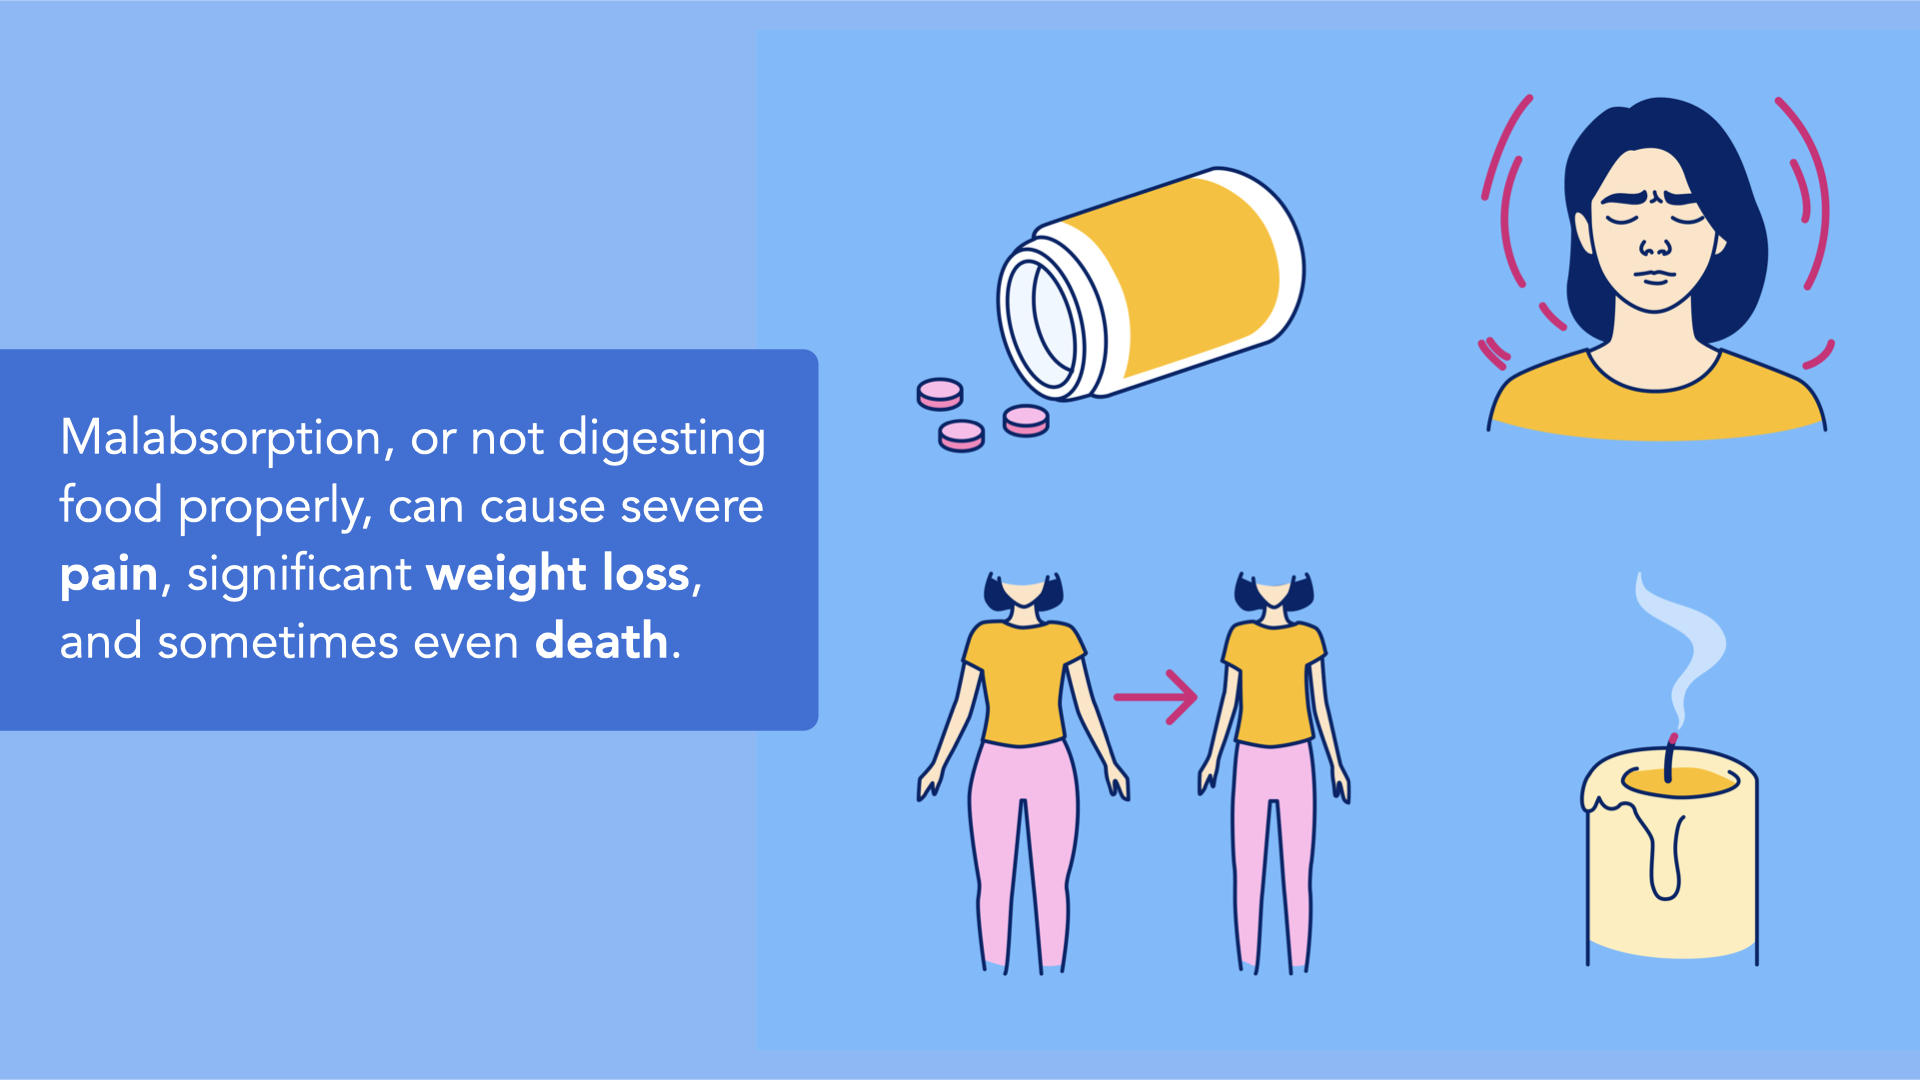 Malabsorption, or not digesting
food properly, can cause severe
pain, significant weight loss,
and sometimes even death.